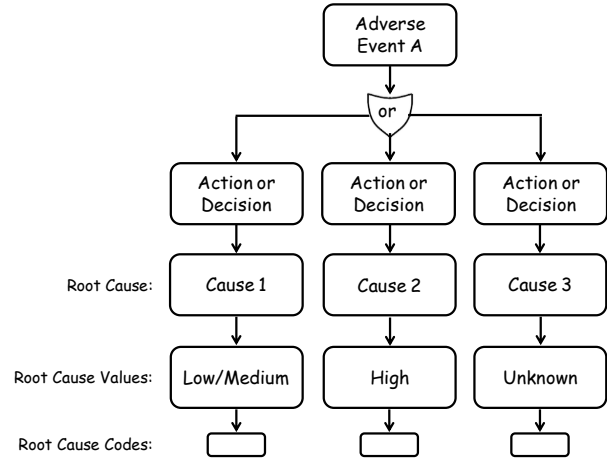 Adverse
Event A
or
Action or
Decision
Action or
Decision
Action or
Decision
Root Cause:
Cause 1
Cause 2
Cause 3
Root Cause Values:
Low/Medium
High
Unknown
Root Cause Codes: